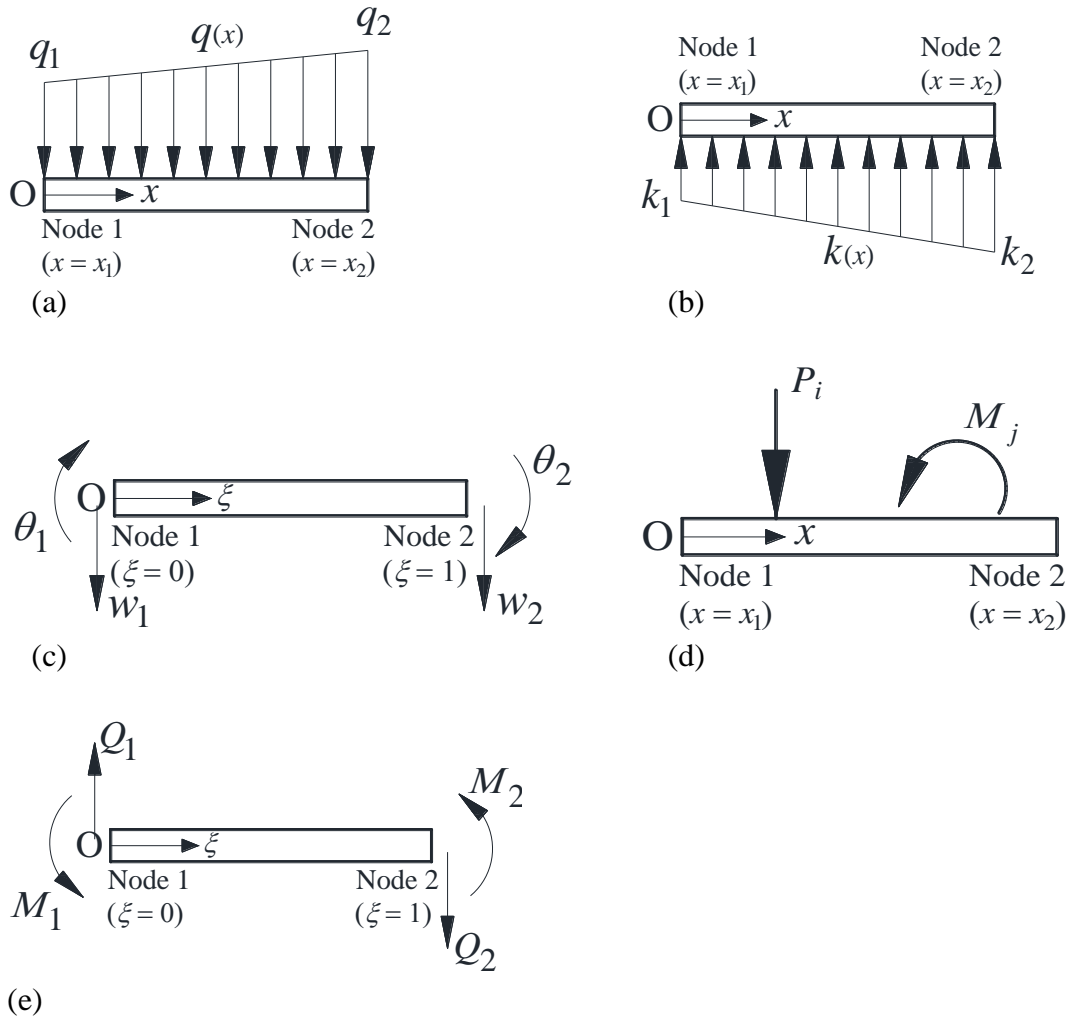 q1 q(x) q2
O x
Node 1 Node 2
(x = x1) (x = x2)
(a)
Node 1 Node 2
(x = x1) (x = x2)
O x
k1 k(x) k2
(b)
θ1 O ξ θ2
Node 1 Node 2
(ξ = 0) (ξ = 1)
w1 w2
(c)
Pi Mj
O x
Node 1 Node 2
(x = x1) (x = x2)
(d)
Q1 M2
O ξ
Node 1 Node 2
M1 (ξ = 0) (ξ = 1)
Q2
(e)